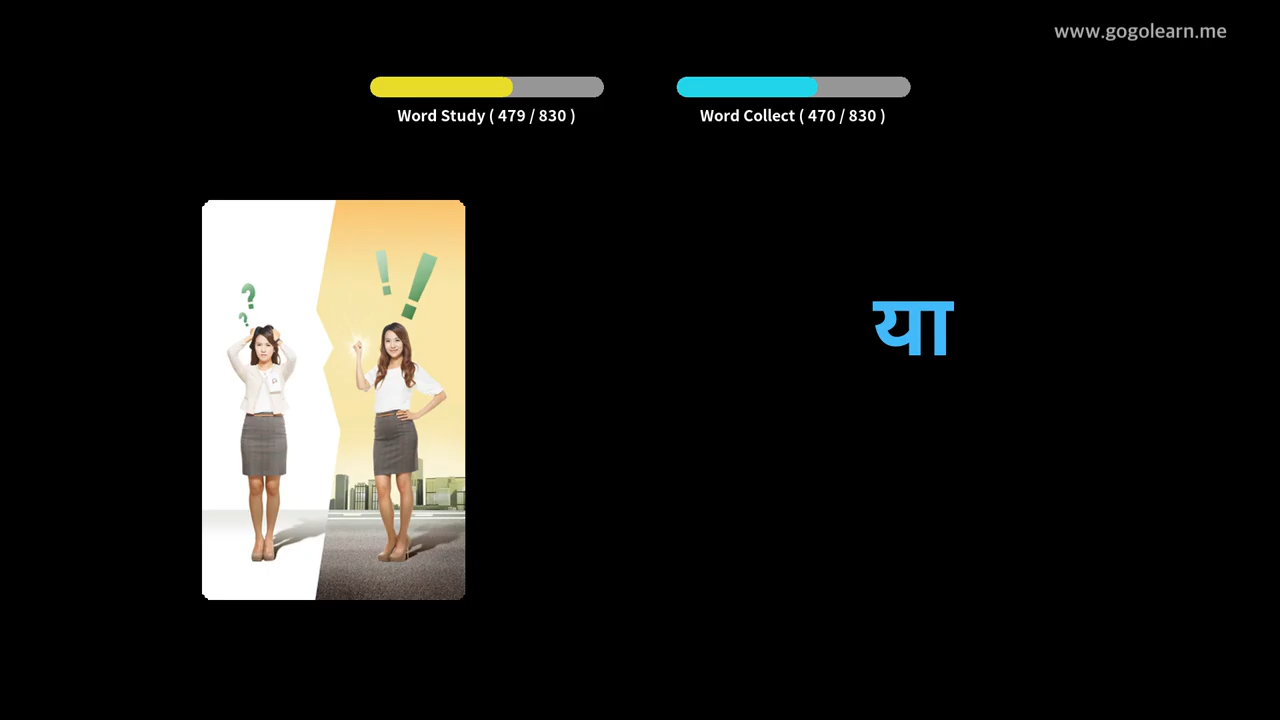 www.gogolearn.me
Word Study ( 479 / 830 )
Word Collect ( 470 / 830 )
? ?
! !
या